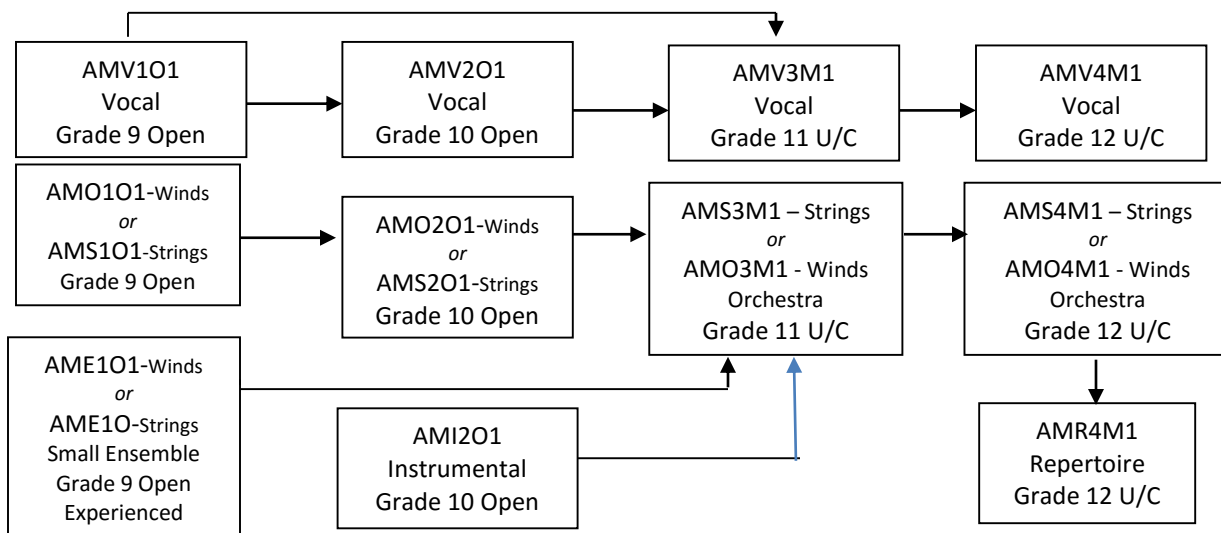 AMV1O1
Vocal
Grade 9 Open
AMV2O1
Vocal
Grade 10 Open
AMV3M1
Vocal
Grade 11 U/C
AMV4M1
Vocal
Grade 12 U/C
AMO1O1-Winds
or
AMS1O1-Strings
Grade 9 Open
AMO2O1-Winds
or
AMS2O1-Strings
Grade 10 Open
AMS3M1 – Strings
or
AMO3M1 - Winds
Orchestra
Grade 11 U/C
AMS4M1 – Strings
or
AMO4M1 - Winds
Orchestra
Grade 12 U/C
AME1O1-Winds
or
AME1O-Strings
Small Ensemble
Grade 9 Open
Experienced
AMI2O1
Instrumental
Grade 10 Open
AMR4M1
Repertoire
Grade 12 U/C